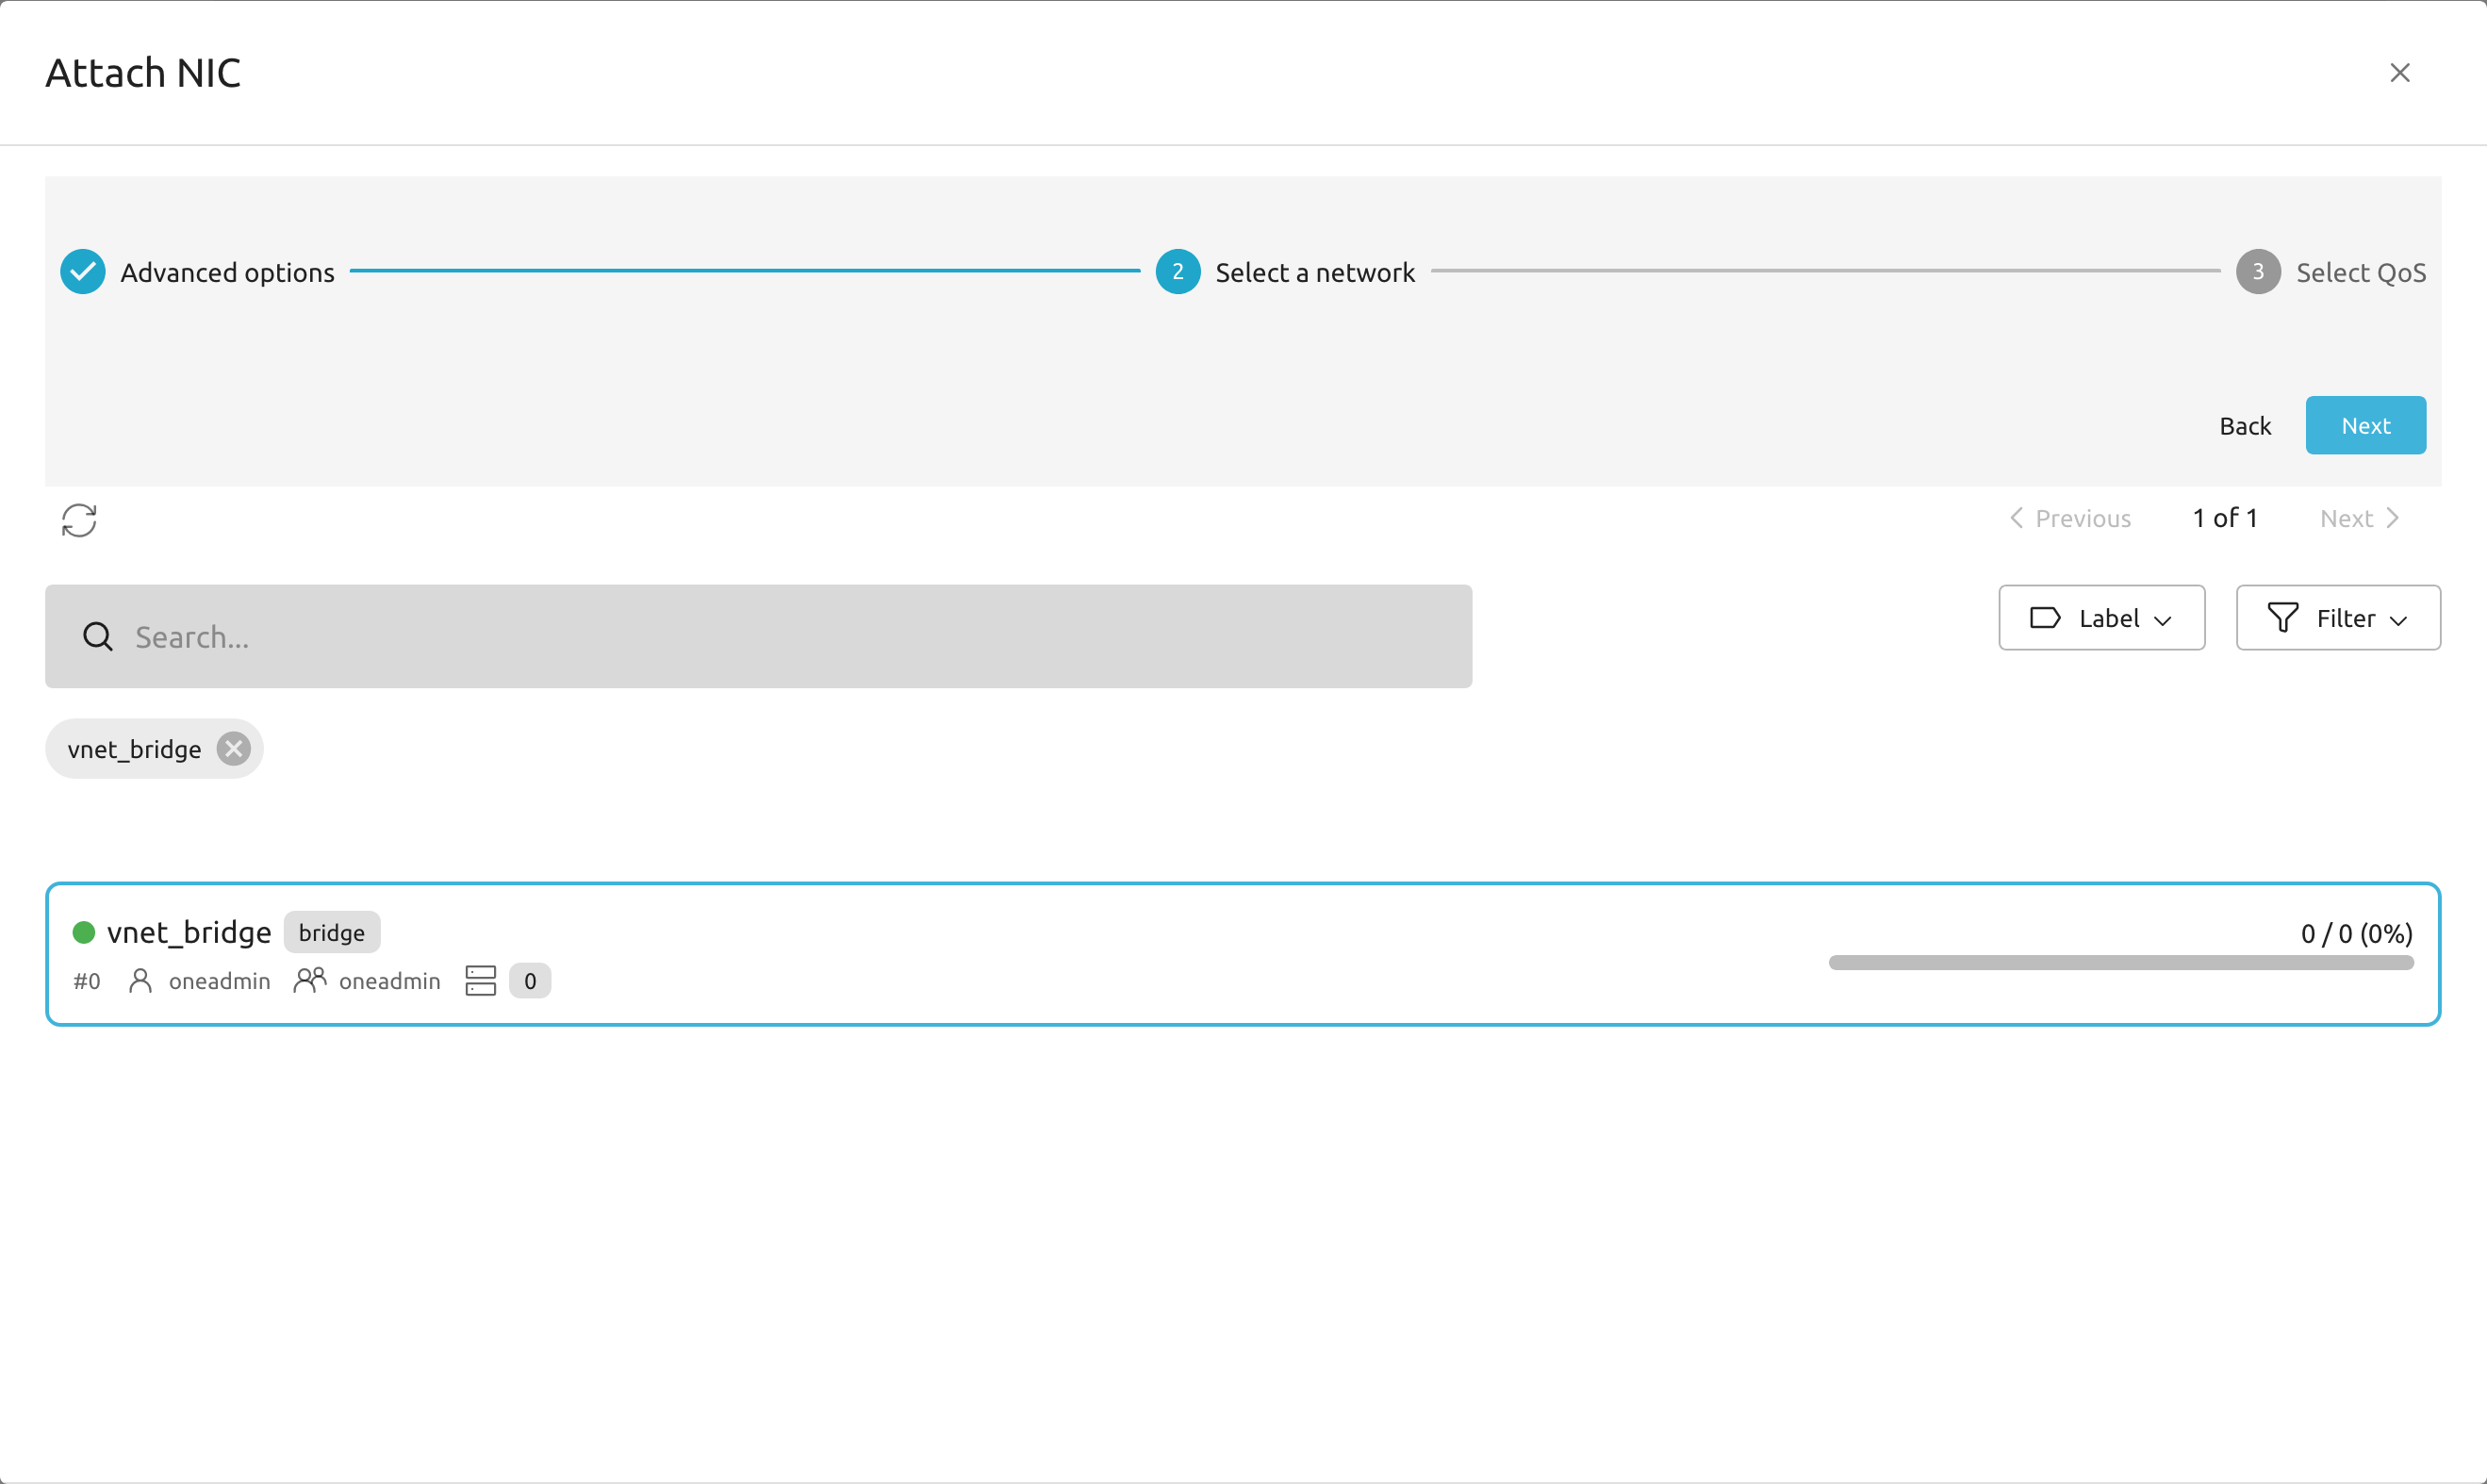 Attach NIC
Advanced options
2 Select a network
3 Select QoS
Back Next
Previous 1 of 1 Next
Search... Label Filter
vnet_bridge
vnet_bridge bridge 0 / 0 (0%)
#0 oneadmin oneadmin 0